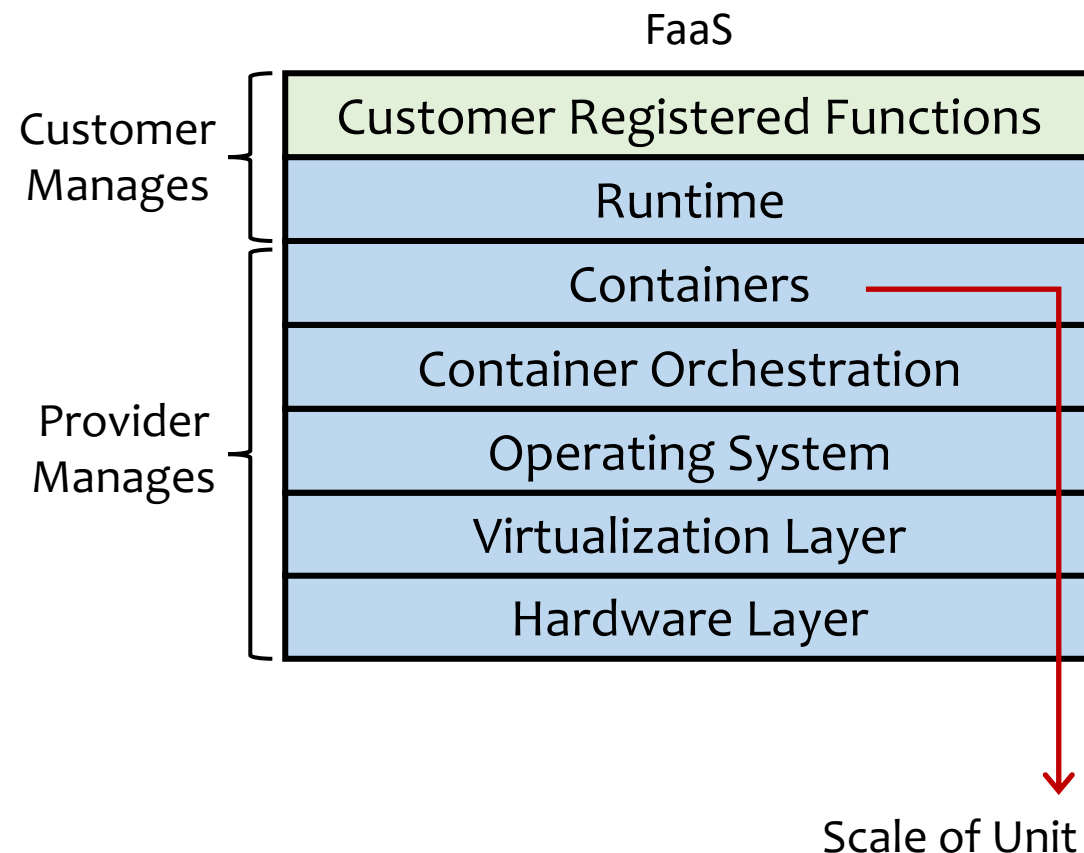 FaaS
Customer
Manages
Customer Registered Functions
Runtime
Provider
Manages
Containers
Container Orchestration
Operating System
Virtualization Layer
Hardware Layer
Scale of Unit